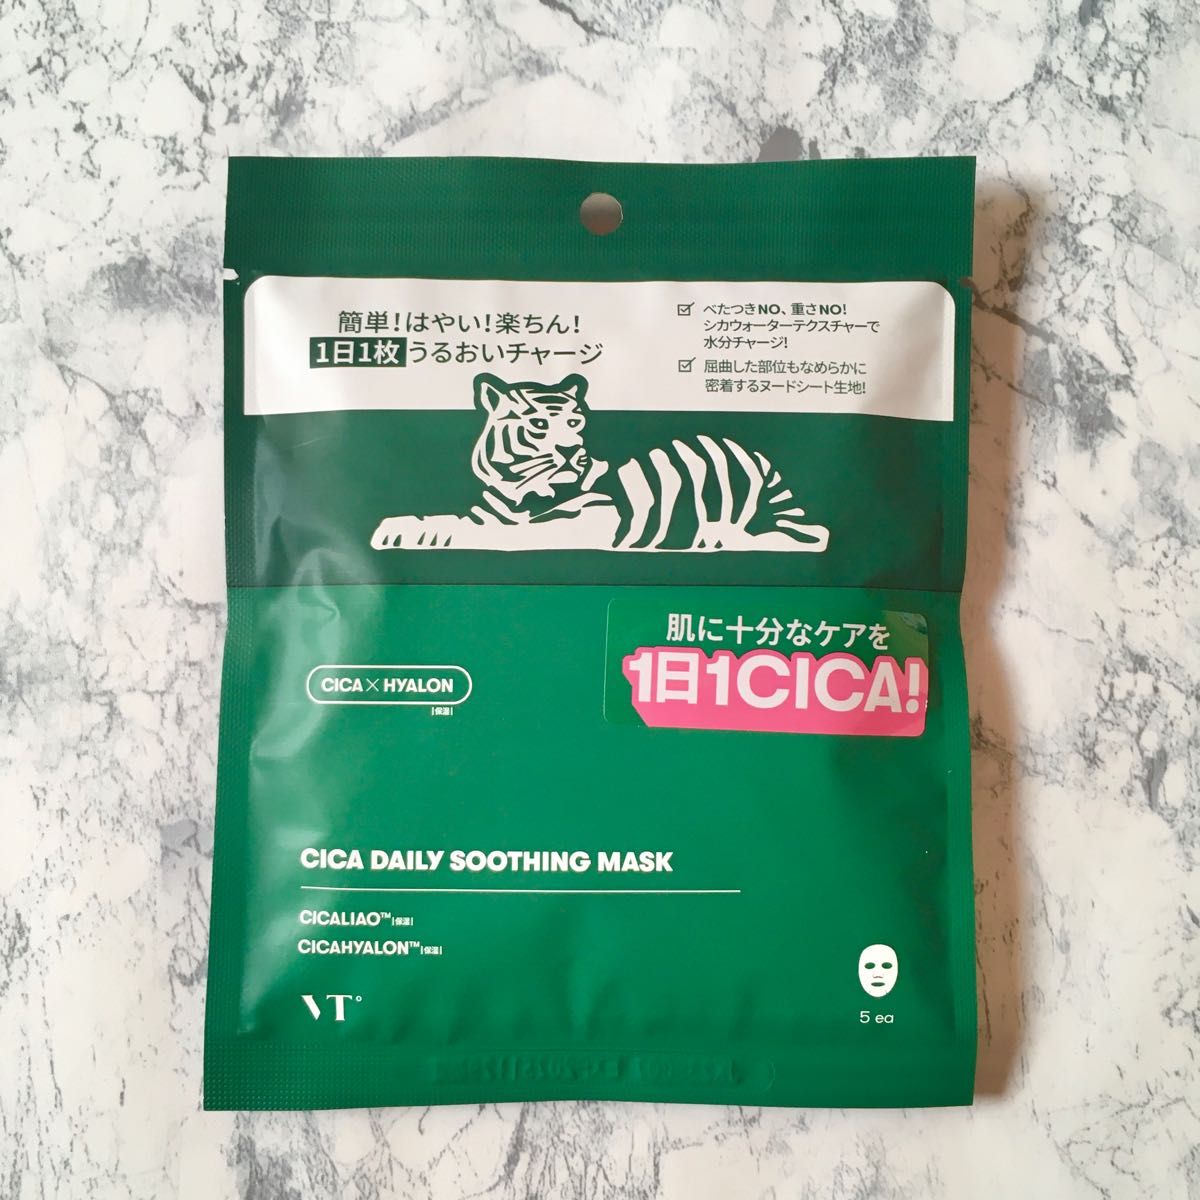 簡単！はやい！楽ちん！
1日1枚うるおいチャージ
べたつきNO、重さNO!
シカウォーターテクスチャーで
水分チャージ！
屈曲した部位もなめらかに
密着するヌードシート生地！
肌に十分なケアを
1日1CICA!
CICA×HYALON
|保湿|
CICA DAILY SOOTHING MASK
CICALIAO™|保湿|
CICAHYALON™|保湿|
VT°
5 ea